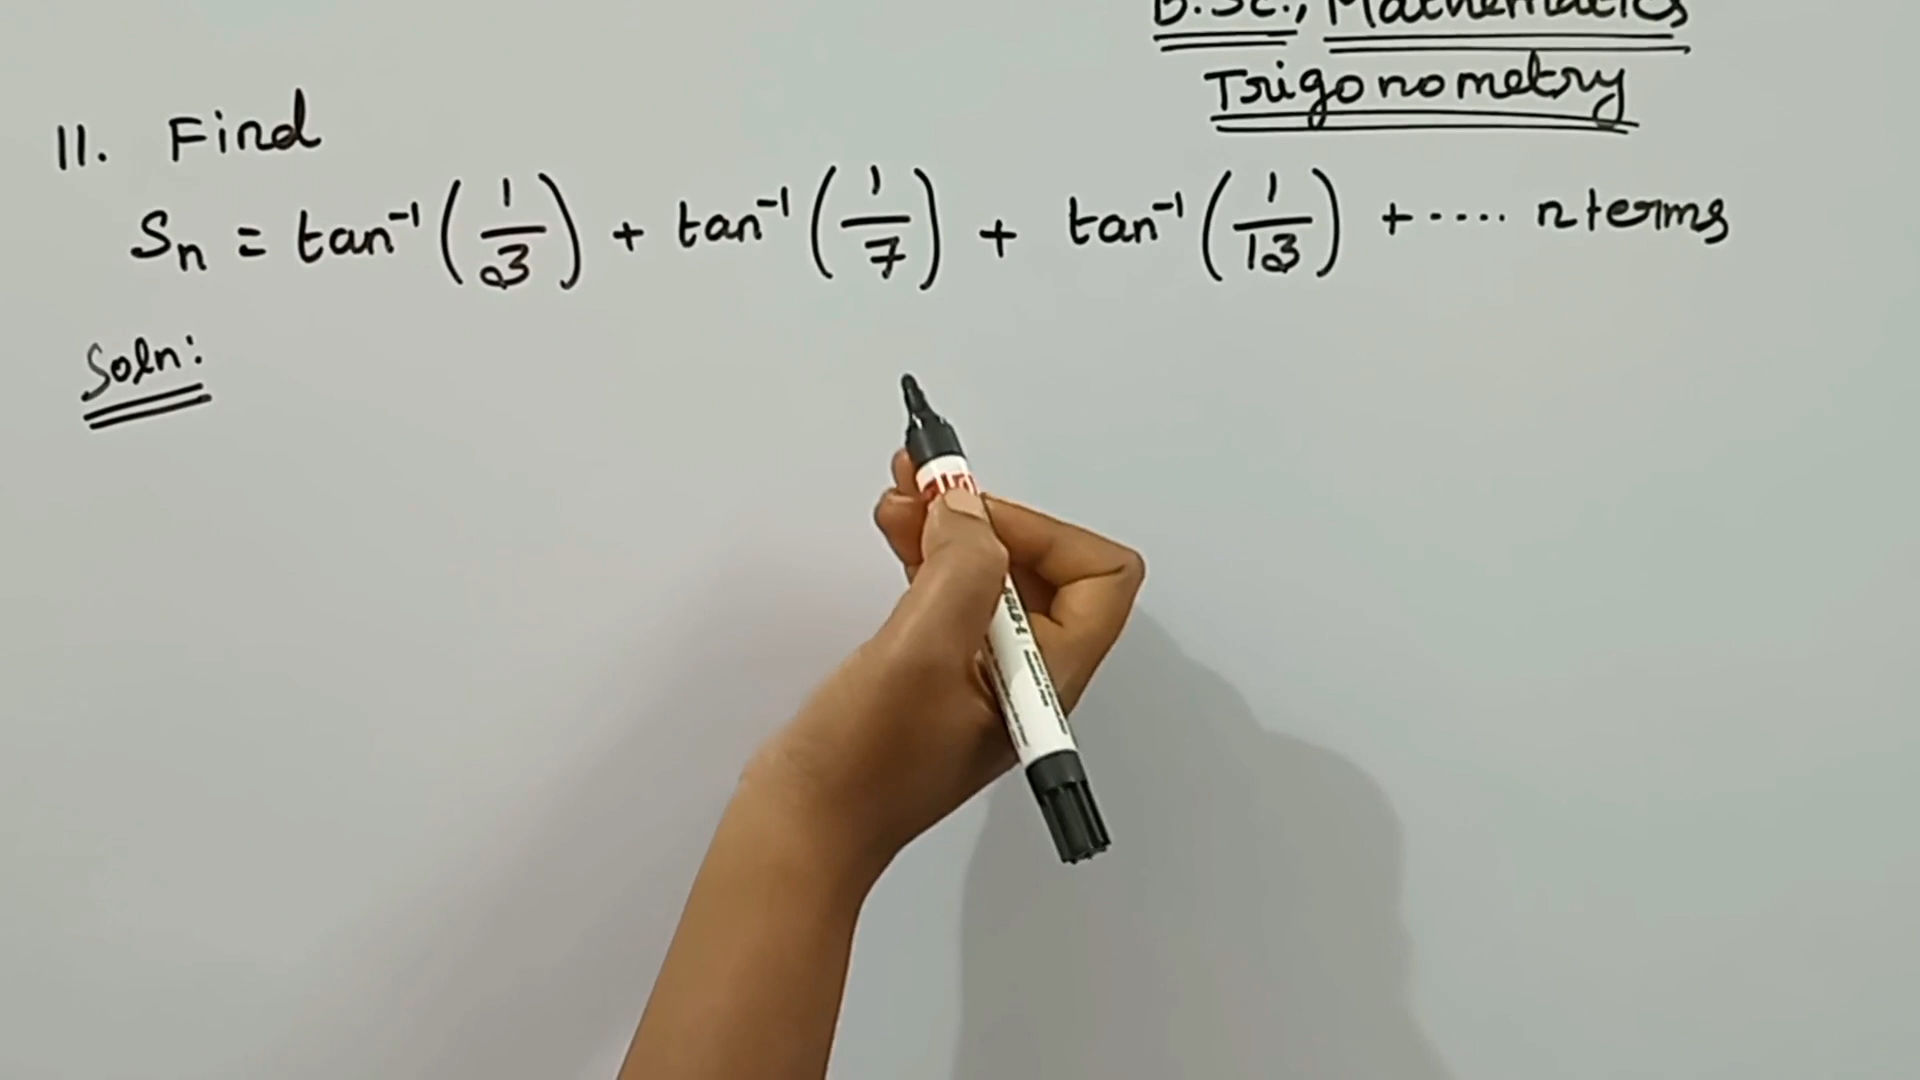 B.Sc., Mathematics
Trigonometry
11. Find
Sn = tan⁻¹(1/3) + tan⁻¹(1/7) + tan⁻¹(1/13) + ..... n terms
Soln: